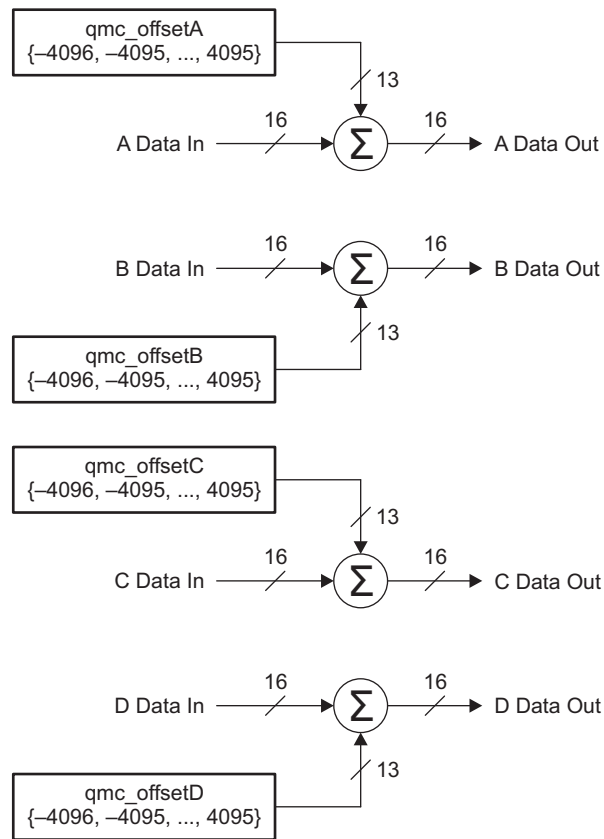 qmc_offsetA
{–4096, –4095, ..., 4095}
13
16
16
A Data In
Σ
A Data Out
16
16
B Data In
Σ
B Data Out
qmc_offsetB
{–4096, –4095, ..., 4095}
13
qmc_offsetC
{–4096, –4095, ..., 4095}
13
16
16
C Data In
Σ
C Data Out
16
16
D Data In
Σ
D Data Out
13
qmc_offsetD
{–4096, –4095, ..., 4095}